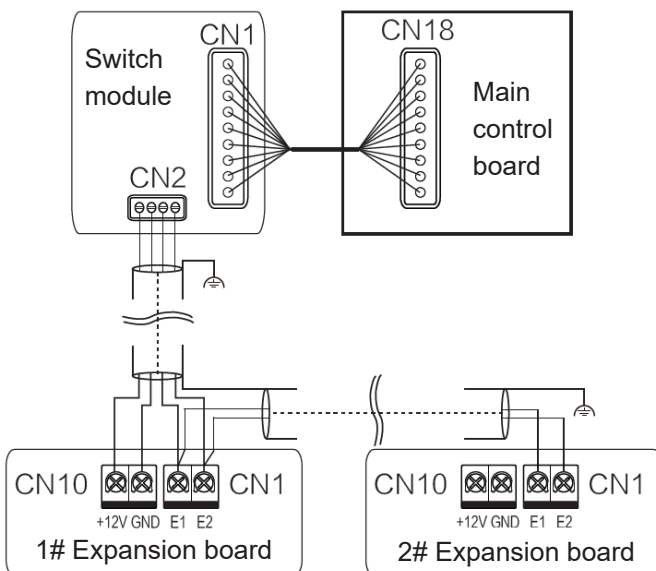 CN1
CN18
Switch
module
Main
control
board
CN2
CN10
CN1
+12V GND E1 E2
1# Expansion board
CN10
CN1
+12V GND E1 E2
2# Expansion board